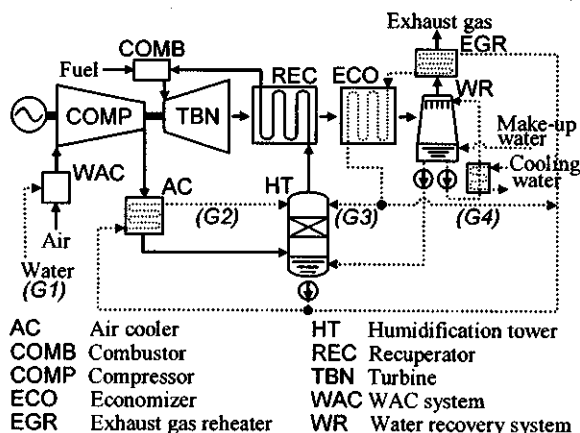 Exhaust gas
COMB
EGR
Fuel
REC
ECO
WR
COMP
TBN
Make-up
water
WAC
AC
HT
Cooling
water
(G2)
(G3)
(G4)
Air
Water
(G1)
AC Air cooler
COMB Combustor
COMP Compressor
ECO Economizer
EGR Exhaust gas reheater
HT Humidification tower
REC Recuperator
TBN Turbine
WAC WAC system
WR Water recovery system